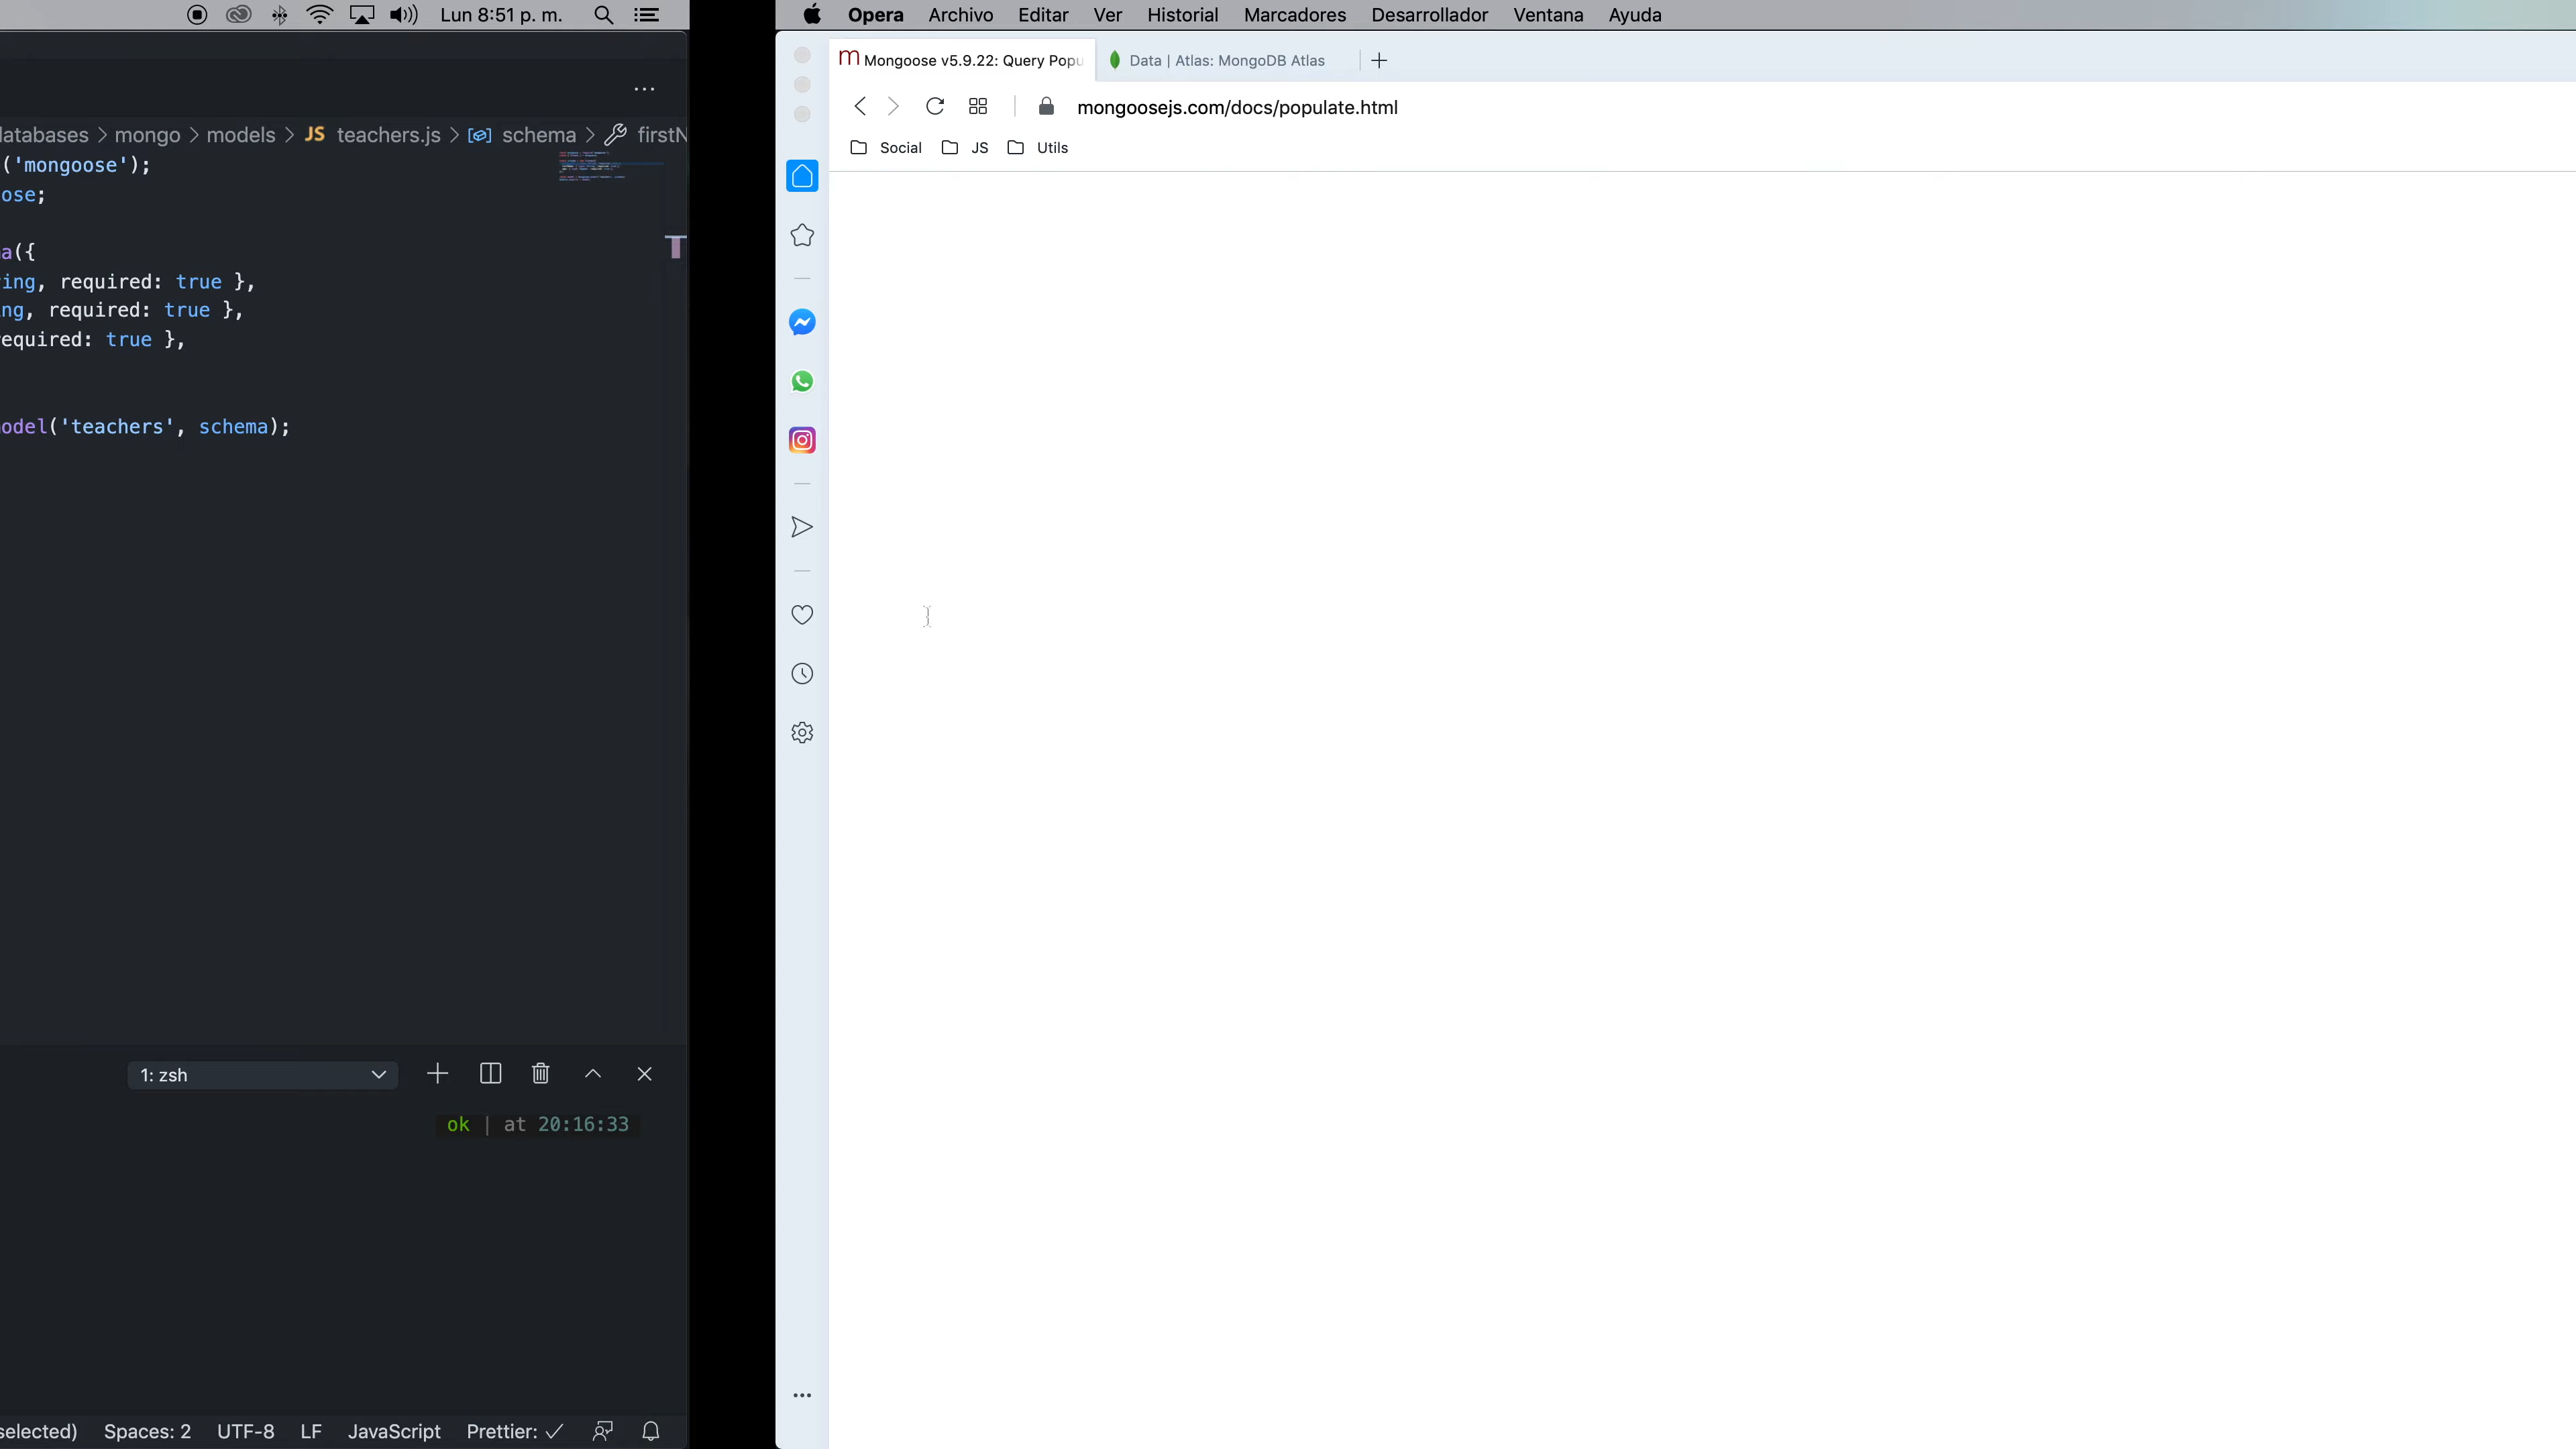 Lun 8:51 p. m.
atabases > mongo > models > JS teachers.js > schema > firstN
('mongoose');
ose;
a({
ing, required: true },
ng, required: true },
equired: true },
odel('teachers', schema);
1: zsh
ok | at 20:16:33
selected) Spaces: 2 UTF-8 LF JavaScript Prettier: ✓
Opera Archivo Editar Ver Historial Marcadores Desarrollador Ventana Ayuda
m Mongoose v5.9.22: Query Popu
Data | Atlas: MongoDB Atlas
mongoosejs.com/docs/populate.html
Social JS Utils